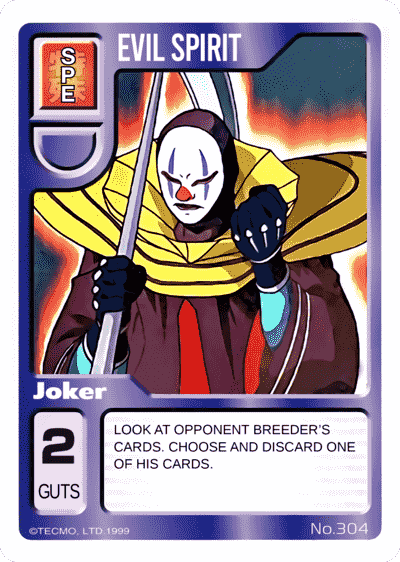 SPE
EVIL SPIRIT
Joker
2
GUTS
LOOK AT OPPONENT BREEDER'S
CARDS. CHOOSE AND DISCARD ONE
OF HIS CARDS.
©TECMO, LTD.1999
No.304